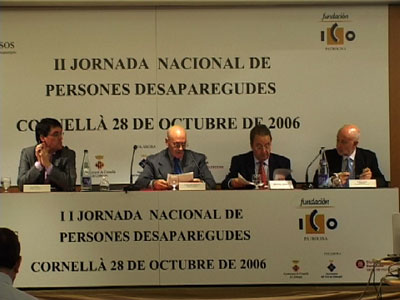 fundación
ICO
SOS
II JORNADA NACIONAL DE
PERSONES DESAPAREGUDES
CORNELLÀ 28 DE OCTUBRE DE 2006
fundación
ICO
II JORNADA NACIONAL DE
PERSONES DESAPAREGUDES
CORNELLÀ 28 DE OCTUBRE DE 2006